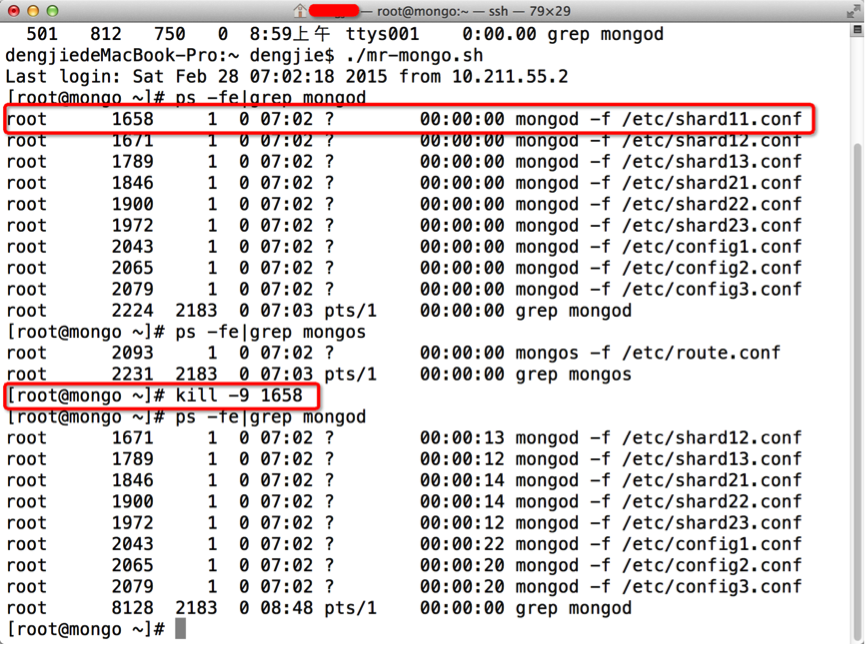 — root@mongo:~ — ssh — 79×29
501 812 750 0 8:59上午 ttys001 0:00.00 grep mongod
dengjiedeMacBook-Pro:~ dengjie$ ./mr-mongo.sh
Last login: Sat Feb 28 07:02:18 2015 from 10.211.55.2
[root@mongo ~]# ps -fe|grep mongod
root 1658 1 0 07:02 ? 00:00:00 mongod -f /etc/shard11.conf
root 1671 1 0 07:02 ? 00:00:00 mongod -f /etc/shard12.conf
root 1789 1 0 07:02 ? 00:00:00 mongod -f /etc/shard13.conf
root 1846 1 0 07:02 ? 00:00:00 mongod -f /etc/shard21.conf
root 1900 1 0 07:02 ? 00:00:00 mongod -f /etc/shard22.conf
root 1972 1 0 07:02 ? 00:00:00 mongod -f /etc/shard23.conf
root 2043 1 0 07:02 ? 00:00:00 mongod -f /etc/config1.conf
root 2065 1 0 07:02 ? 00:00:00 mongod -f /etc/config2.conf
root 2079 1 0 07:02 ? 00:00:00 mongod -f /etc/config3.conf
root 2224 2183 0 07:03 pts/1 00:00:00 grep mongod
[root@mongo ~]# ps -fe|grep mongos
root 2093 1 0 07:02 ? 00:00:00 mongos -f /etc/route.conf
root 2231 2183 0 07:03 pts/1 00:00:00 grep mongos
[root@mongo ~]# kill -9 1658
[root@mongo ~]# ps -fe|grep mongod
root 1671 1 0 07:02 ? 00:00:13 mongod -f /etc/shard12.conf
root 1789 1 0 07:02 ? 00:00:12 mongod -f /etc/shard13.conf
root 1846 1 0 07:02 ? 00:00:14 mongod -f /etc/shard21.conf
root 1900 1 0 07:02 ? 00:00:14 mongod -f /etc/shard22.conf
root 1972 1 0 07:02 ? 00:00:12 mongod -f /etc/shard23.conf
root 2043 1 0 07:02 ? 00:00:22 mongod -f /etc/config1.conf
root 2065 1 0 07:02 ? 00:00:20 mongod -f /etc/config2.conf
root 2079 1 0 07:02 ? 00:00:20 mongod -f /etc/config3.conf
root 8128 2183 0 08:48 pts/1 00:00:00 grep mongod
[root@mongo ~]#